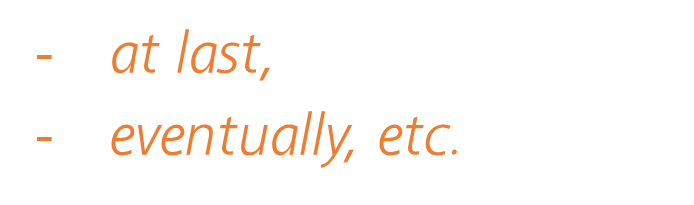 - at last,
- eventually, etc.